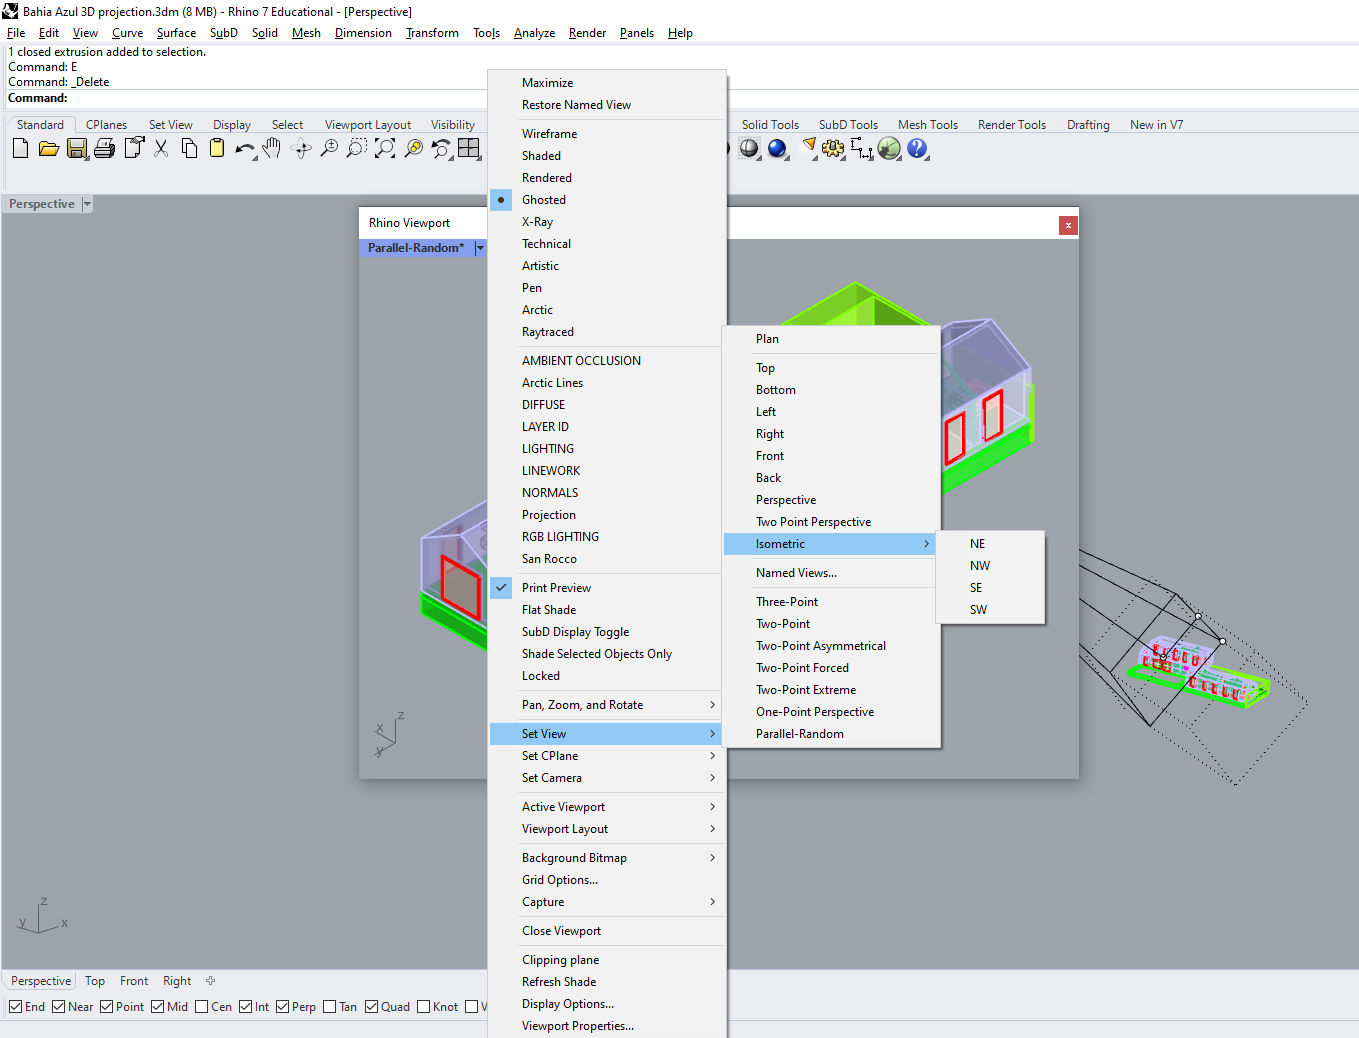 Bahia Azul 3D projection.3dm (8 MB) - Rhino 7 Educational - [Perspective]
File Edit View Curve Surface SubD Solid Mesh Dimension Transform Tools Analyze Render Panels Help
1 closed extrusion added to selection.
Command: E
Command: _Delete
Command:
Standard CPlanes Set View Display Select Viewport Layout Visibility Solid Tools SubD Tools Mesh Tools Render Tools Drafting New in V7
Perspective
Rhino Viewport
x
Parallel-Random*
Maximize
Restore Named View
Wireframe
Shaded
Rendered
Ghosted
X-Ray
Technical
Artistic
Pen
Arctic
Raytraced
AMBIENT OCCLUSION
Arctic Lines
DIFFUSE
LAYER ID
LIGHTING
LINEWORK
NORMALS
Projection
RGB LIGHTING
San Rocco
Print Preview
Flat Shade
SubD Display Toggle
Shade Selected Objects Only
Locked
Pan, Zoom, and Rotate
Set View
Set CPlane
Set Camera
Active Viewport
Viewport Layout
Background Bitmap
Grid Options...
Capture
Close Viewport
Clipping plane
Refresh Shade
Display Options...
Viewport Properties...
Plan
Top
Bottom
Left
Right
Front
Back
Perspective
Two Point Perspective
Isometric
Named Views...
Three-Point
Two-Point
Two-Point Asymmetrical
Two-Point Forced
Two-Point Extreme
One-Point Perspective
Parallel-Random
NE
NW
SE
SW
z
x
y
z
y x
Perspective Top Front Right
End Near Point Mid Cen Int Perp Tan Quad Knot